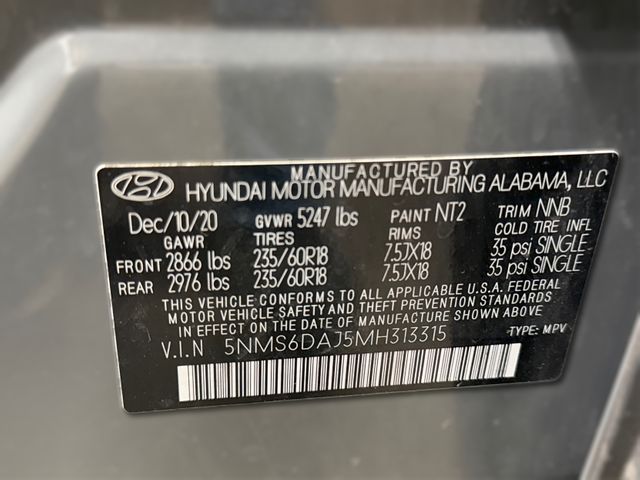 MANUFACTURED BY
HYUNDAI MOTOR MANUFACTURING ALABAMA, LLC
Dec/10/20 GVWR 5247 lbs PAINT NT2 TRIM NNB
GAWR TIRES RIMS COLD TIRE INFL
FRONT 2866 lbs 235/60R18 7.5JX18 35 psi SINGLE
REAR 2976 lbs 235/60R18 7.5JX18 35 psi SINGLE
THIS VEHICLE CONFORMS TO ALL APPLICABLE U.S.A. FEDERAL
MOTOR VEHICLE SAFETY AND THEFT PREVENTION STANDARDS
IN EFFECT ON THE DATE OF MANUFACTURE SHOWN ABOVE
V.I.N 5NMS6DAJ5MH313315 TYPE: MPV